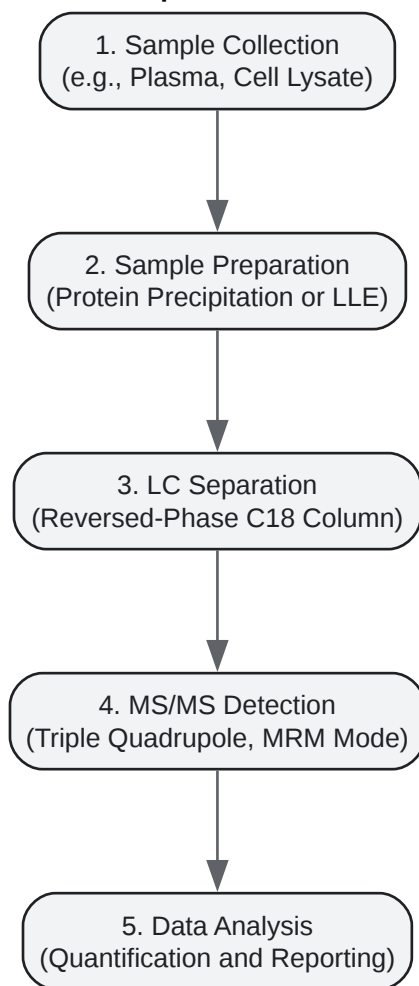 1. Sample Collection
(e.g., Plasma, Cell Lysate)
2. Sample Preparation
(Protein Precipitation or LLE)
3. LC Separation
(Reversed-Phase C18 Column)
4. MS/MS Detection
(Triple Quadrupole, MRM Mode)
5. Data Analysis
(Quantification and Reporting)